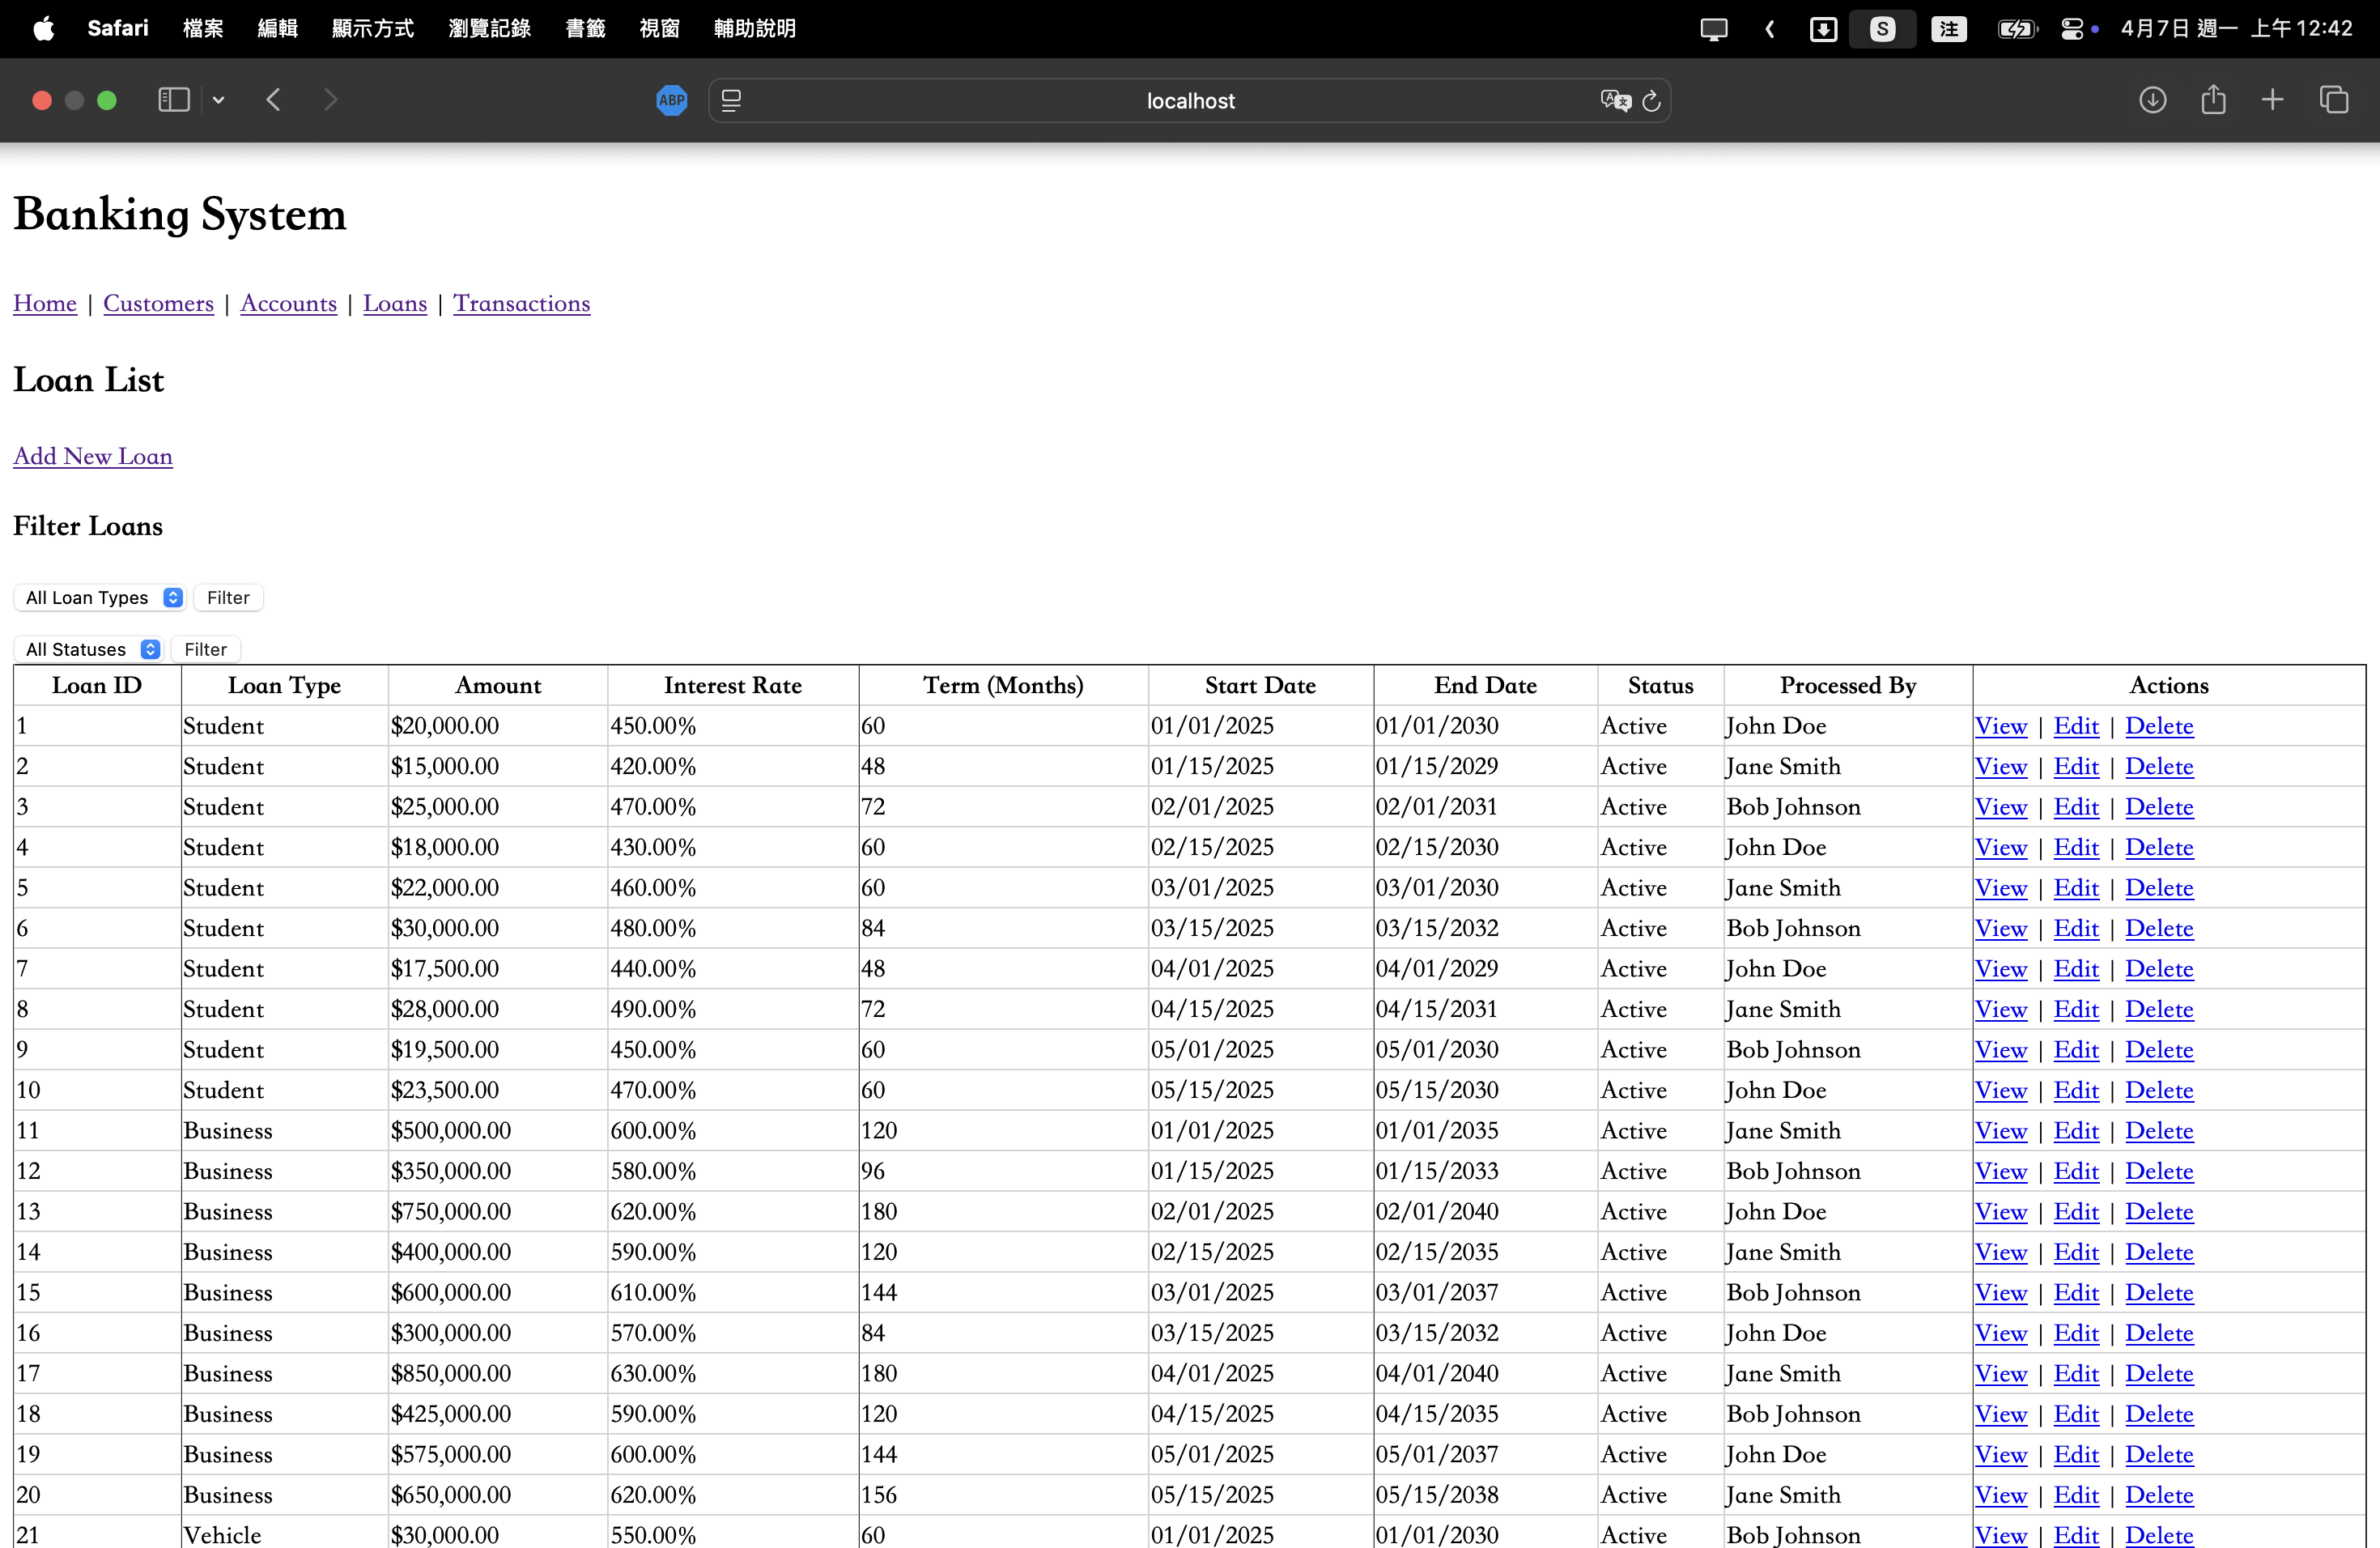 Safari 檔案 編輯 顯示方式 瀏覽記錄 書籤 視窗 輔助說明 S 注 4月7日 週一 上午12:42
ABP localhost
Banking System
Home | Customers | Accounts | Loans | Transactions
Loan List
Add New Loan
Filter Loans
All Loan Types Filter
All Statuses Filter
Loan ID Loan Type Amount Interest Rate Term (Months) Start Date End Date Status Processed By Actions
1 Student $20,000.00 450.00% 60 01/01/2025 01/01/2030 Active John Doe View | Edit | Delete
2 Student $15,000.00 420.00% 48 01/15/2025 01/15/2029 Active Jane Smith View | Edit | Delete
3 Student $25,000.00 470.00% 72 02/01/2025 02/01/2031 Active Bob Johnson View | Edit | Delete
4 Student $18,000.00 430.00% 60 02/15/2025 02/15/2030 Active John Doe View | Edit | Delete
5 Student $22,000.00 460.00% 60 03/01/2025 03/01/2030 Active Jane Smith View | Edit | Delete
6 Student $30,000.00 480.00% 84 03/15/2025 03/15/2032 Active Bob Johnson View | Edit | Delete
7 Student $17,500.00 440.00% 48 04/01/2025 04/01/2029 Active John Doe View | Edit | Delete
8 Student $28,000.00 490.00% 72 04/15/2025 04/15/2031 Active Jane Smith View | Edit | Delete
9 Student $19,500.00 450.00% 60 05/01/2025 05/01/2030 Active Bob Johnson View | Edit | Delete
10 Student $23,500.00 470.00% 60 05/15/2025 05/15/2030 Active John Doe View | Edit | Delete
11 Business $500,000.00 600.00% 120 01/01/2025 01/01/2035 Active Jane Smith View | Edit | Delete
12 Business $350,000.00 580.00% 96 01/15/2025 01/15/2033 Active Bob Johnson View | Edit | Delete
13 Business $750,000.00 620.00% 180 02/01/2025 02/01/2040 Active John Doe View | Edit | Delete
14 Business $400,000.00 590.00% 120 02/15/2025 02/15/2035 Active Jane Smith View | Edit | Delete
15 Business $600,000.00 610.00% 144 03/01/2025 03/01/2037 Active Bob Johnson View | Edit | Delete
16 Business $300,000.00 570.00% 84 03/15/2025 03/15/2032 Active John Doe View | Edit | Delete
17 Business $850,000.00 630.00% 180 04/01/2025 04/01/2040 Active Jane Smith View | Edit | Delete
18 Business $425,000.00 590.00% 120 04/15/2025 04/15/2035 Active Bob Johnson View | Edit | Delete
19 Business $575,000.00 600.00% 144 05/01/2025 05/01/2037 Active John Doe View | Edit | Delete
20 Business $650,000.00 620.00% 156 05/15/2025 05/15/2038 Active Jane Smith View | Edit | Delete
21 Vehicle $30,000.00 550.00% 60 01/01/2025 01/01/2030 Active Bob Johnson View | Edit | Delete